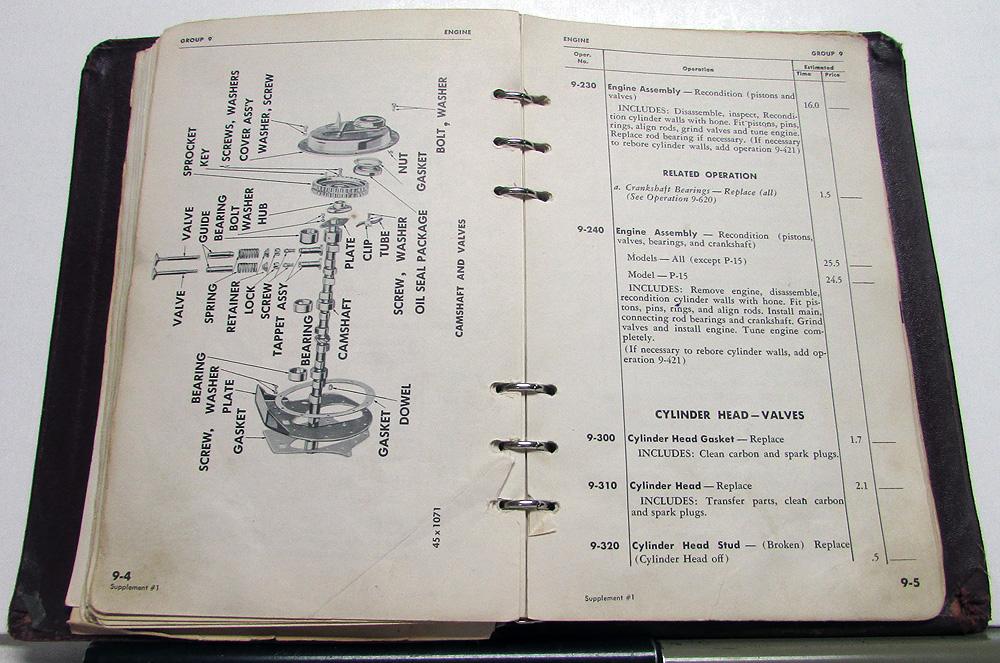 GROUP 9
ENGINE
SPROCKET
KEY
SCREWS, WASHERS
COVER ASS'Y
WASHER, SCREW
BOLT, WASHER
NUT
GASKET
VALVE
GUIDE
BEARING
BOLT
WASHER
HUB
PLATE
CLIP
TUBE
SCREW, WASHER
OIL SEAL PACKAGE
VALVE
SPRING
RETAINER
LOCK
SCREW
TAPPET ASS'Y
BEARING
CAMSHAFT
CAMSHAFT AND VALVES
BEARING
SCREW, WASHER
PLATE
GASKET
GASKET
DOWEL
45 x 1071
9-4
Supplement #1
ENGINE
GROUP 9
Oper. No.
Operation
Estimated
Time Price
9-230 Engine Assembly — Recondition (pistons and
valves) 16.0
INCLUDES: Disassemble, inspect, Recondi-
tion cylinder walls with hone. Fit pistons, pins,
rings, align rods, grind valves and tune engine.
Replace rod bearing if necessary. (If necessary
to rebore cylinder walls, add operation 9-421)
RELATED OPERATION
a. Crankshaft Bearings — Replace (all) 1.5
(See Operation 9-620)
9-240 Engine Assembly — Recondition (pistons,
valves, bearings, and crankshaft)
Models — All (except P-15) 25.5
Model — P-15 24.5
INCLUDES: Remove engine, disassemble,
recondition cylinder walls with hone. Fit pis-
tons, pins, rings, and align rods. Install main,
connecting rod bearings and crankshaft. Grind
valves and install engine. Tune engine com-
pletely.
(If necessary to rebore cylinder walls, add op-
eration 9-421)
CYLINDER HEAD—VALVES
9-300 Cylinder Head Gasket — Replace 1.7
INCLUDES: Clean carbon and spark plugs.
9-310 Cylinder Head — Replace 2.1
INCLUDES: Transfer parts, clean carbon
and spark plugs.
9-320 Cylinder Head Stud — (Broken) Replace
(Cylinder Head off) .5
9-5
Supplement #1